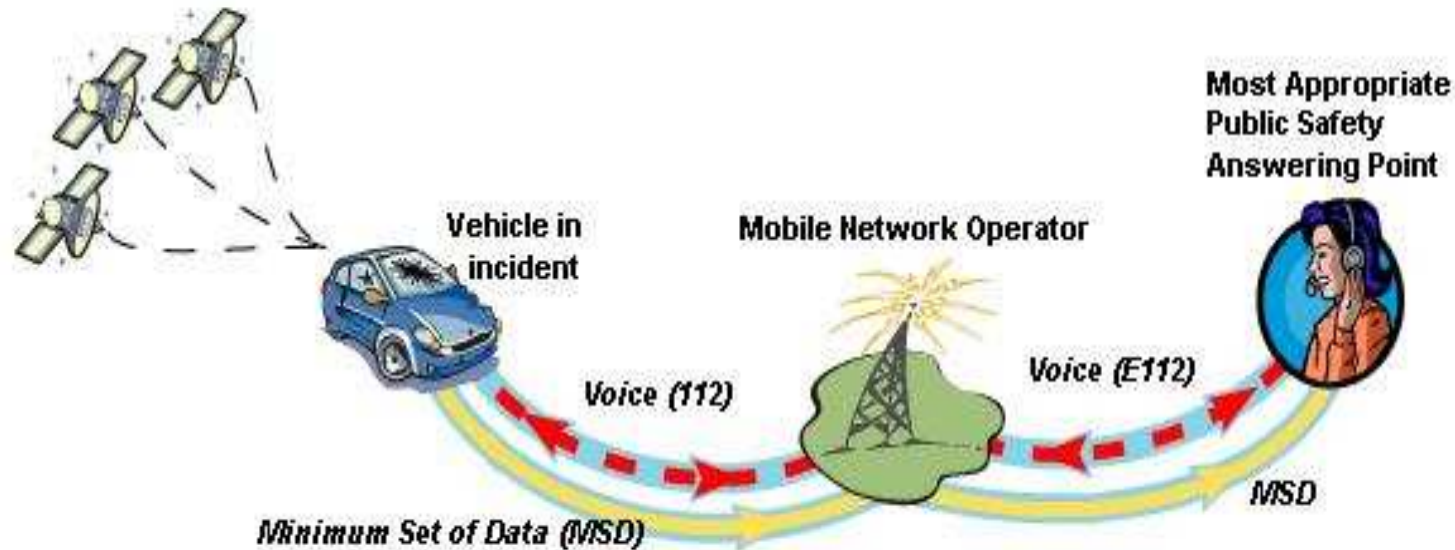 Most Appropriate
Public Safety
Answering Point
Vehicle in
incident
Mobile Network Operator
Voice (112)
Voice (E112)
MSD
Minimum Set of Data (MSD)